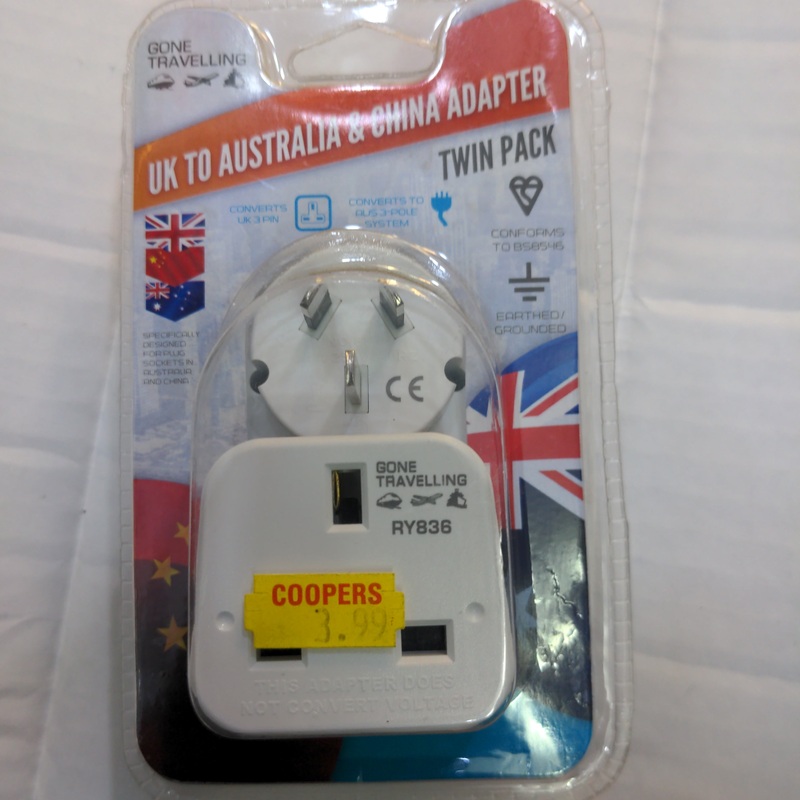 GONE
TRAVELLING
UK TO AUSTRALIA & CHINA ADAPTER
TWIN PACK
CONVERTS
UK 3 PIN
CONVERTS TO
AUS 3-POLE
SYSTEM
CONFORMS
TO BS8546
EARTHED/
GROUNDED
SPECIFICALLY
DESIGNED
FOR PLUG
SOCKETS IN
AUSTRALIA
AND CHINA
CE
GONE
TRAVELLING
RY836
COOPERS
3.99
THIS ADAPTER DOES
NOT CONVERT VOLTAGE